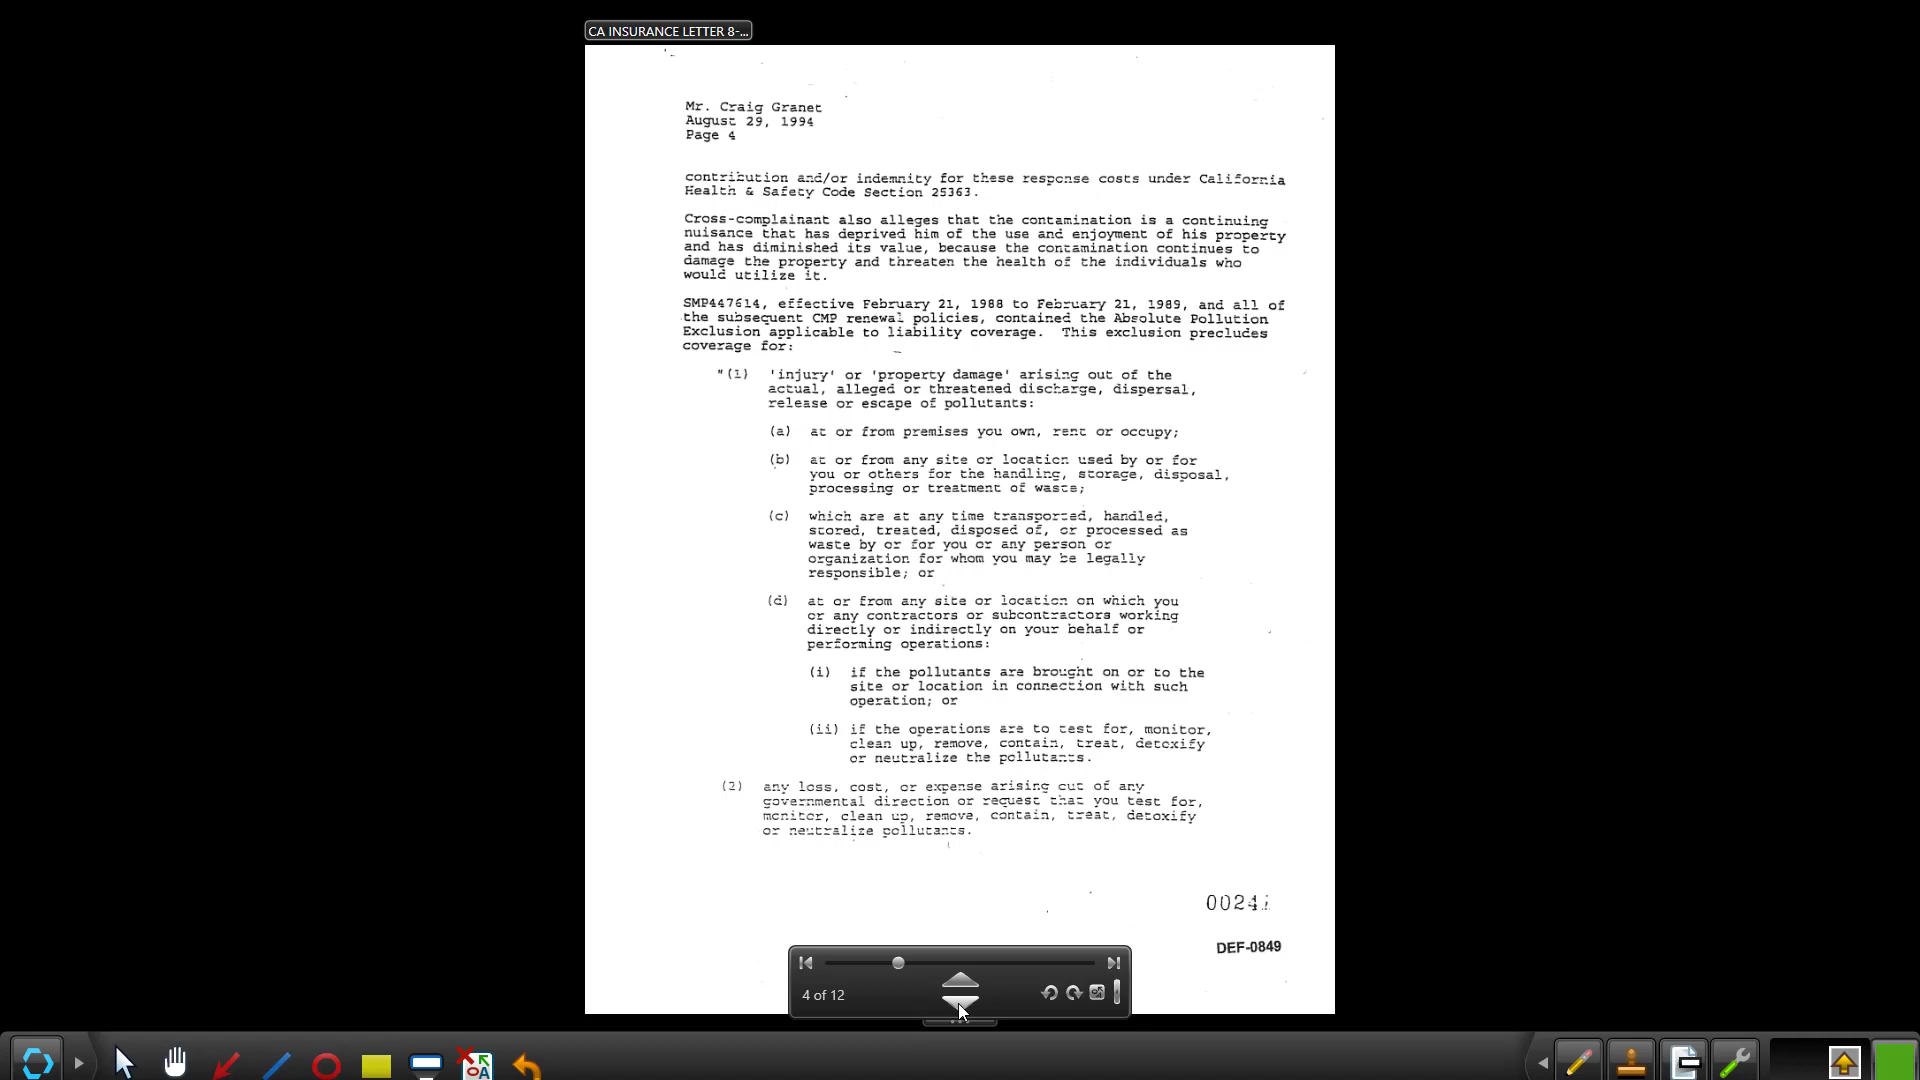 CA INSURANCE LETTER 8-...
Mr. Craig Granet
August 29, 1994
Page 4
contribution and/or indemnity for these response costs under California
Health & Safety Code Section 25363.
Cross-complainant also alleges that the contamination is a continuing
nuisance that has deprived him of the use and enjoyment of his property
and has diminished its value, because the contamination continues to
damage the property and threaten the health of the individuals who
would utilize it.
SMP447614, effective February 21, 1988 to February 21, 1989, and all of
the subsequent CMP renewal policies, contained the Absolute Pollution
Exclusion applicable to liability coverage. This exclusion precludes
coverage for:
"(1) 'injury' or 'property damage' arising out of the
actual, alleged or threatened discharge, dispersal,
release or escape of pollutants:
(a) at or from premises you own, rent or occupy;
(b) at or from any site or location used by or for
you or others for the handling, storage, disposal,
processing or treatment of waste;
(c) which are at any time transported, handled,
stored, treated, disposed of, or processed as
waste by or for you or any person or
organization for whom you may be legally
responsible; or
(d) at or from any site or location on which you
or any contractors or subcontractors working
directly or indirectly on your behalf or
performing operations:
(i) if the pollutants are brought on or to the
site or location in connection with such
operation; or
(ii) if the operations are to test for, monitor,
clean up, remove, contain, treat, detoxify
or neutralize the pollutants.
(2) any loss, cost, or expense arising out of any
governmental direction or request that you test for,
monitor, clean up, remove, contain, treat, detoxify
or neutralize pollutants.
DEF-0849
4 of 12